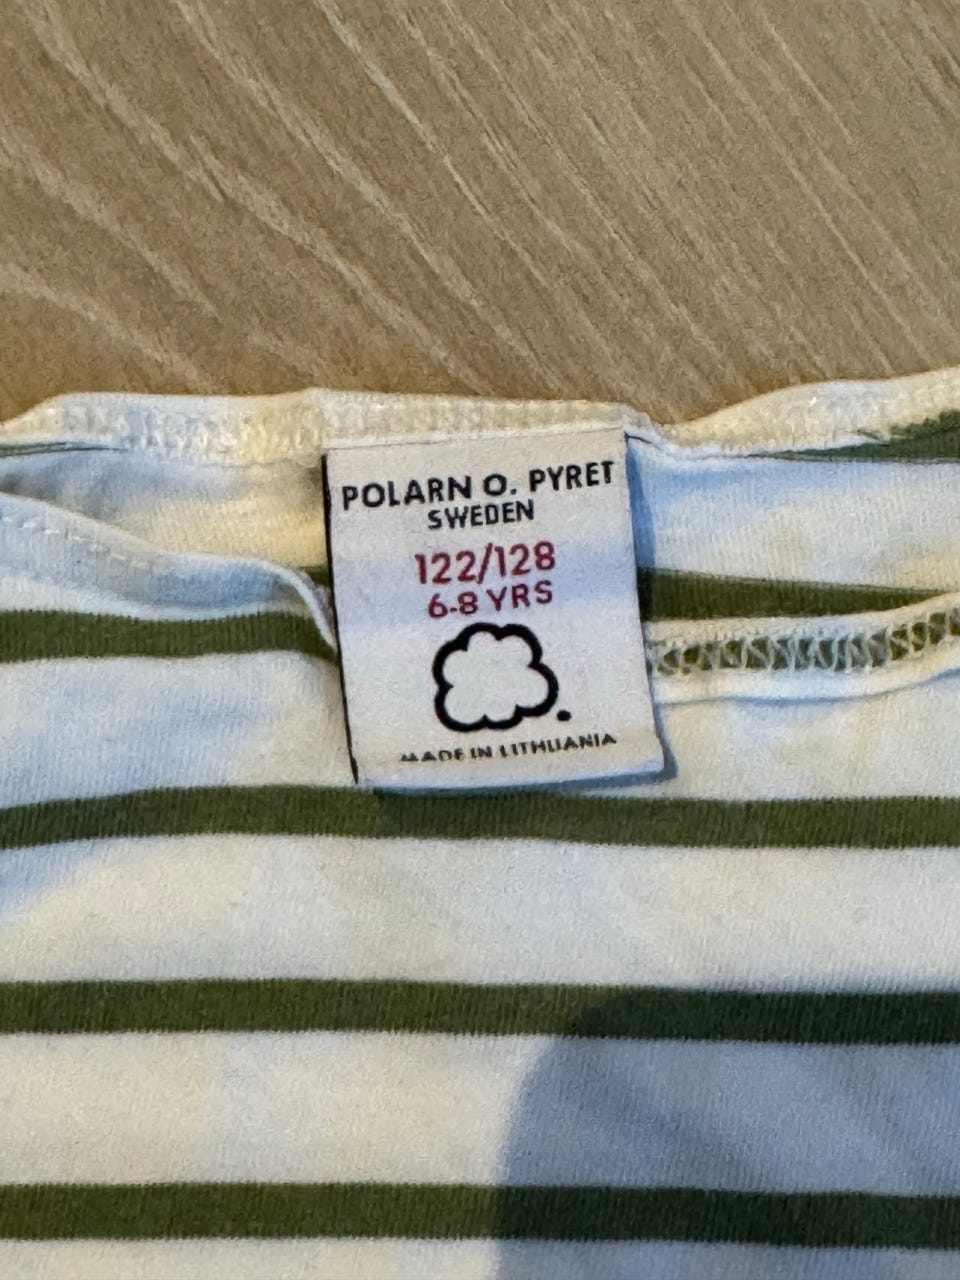 POLARN O. PYRET
SWEDEN
122/128
6-8 YRS
MADE IN LITHUANIA